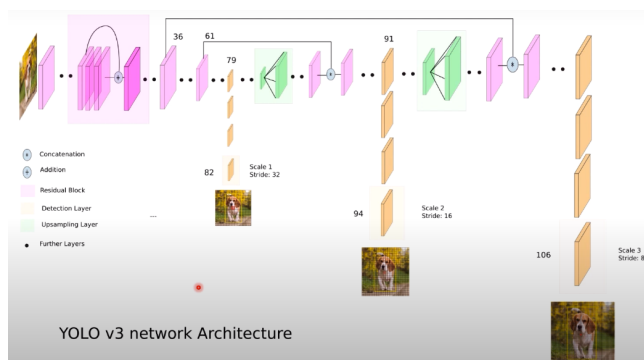 36
61
79
91
Concatenation
Addition
Residual Block
Detection Layer
Upsampling Layer
Further Layers
...
82
Scale 1
Stride: 32
94
Scale 2
Stride: 16
106
Scale 3
Stride: 8
YOLO v3 network Architecture